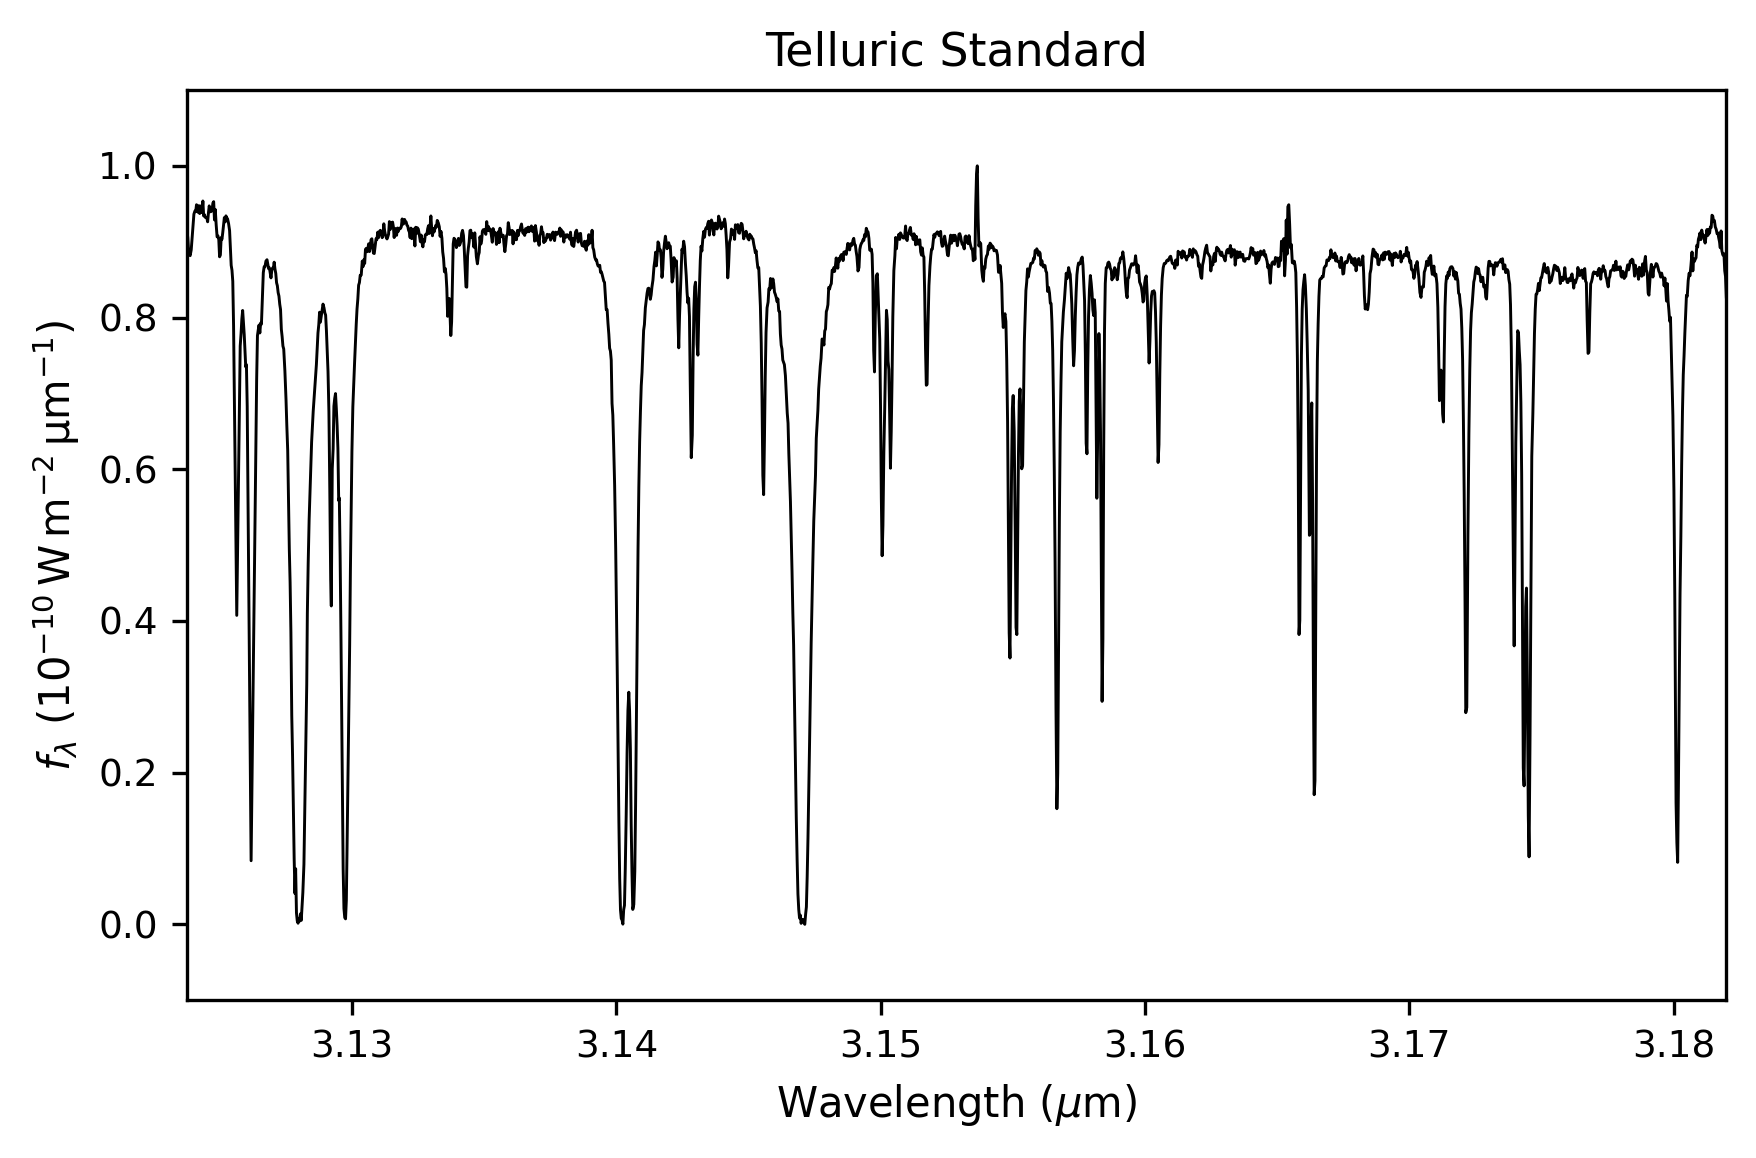 Telluric Standard
f_λ (10⁻¹⁰ W m⁻² μm⁻¹)
1.0
0.8
0.6
0.4
0.2
0.0
3.13 3.14 3.15 3.16 3.17 3.18
Wavelength (μm)